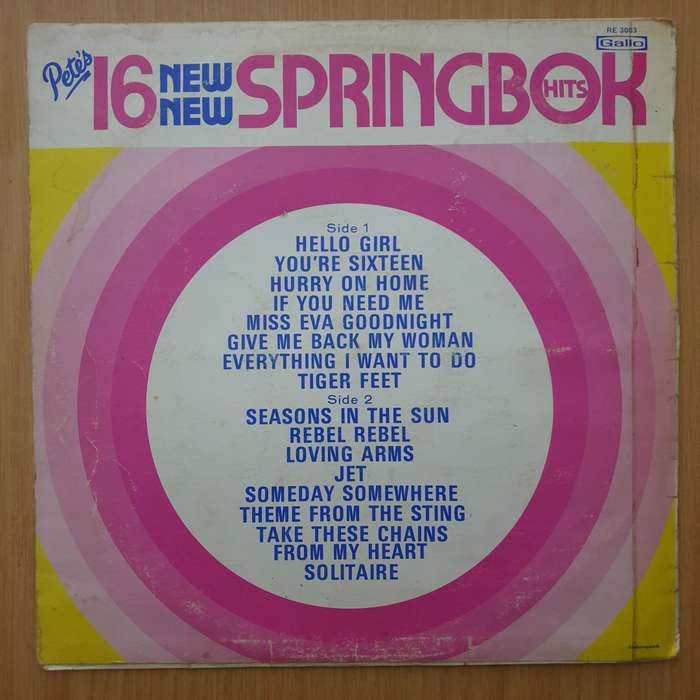 RE 3003
Gallo
Pete's 16 NEW NEW SPRINGBOK HITS
Side 1
HELLO GIRL
YOU'RE SIXTEEN
HURRY ON HOME
IF YOU NEED ME
MISS EVA GOODNIGHT
GIVE ME BACK MY WOMAN
EVERYTHING I WANT TO DO
TIGER FEET
Side 2
SEASONS IN THE SUN
REBEL REBEL
LOVING ARMS
JET
SOMEDAY SOMEWHERE
THEME FROM THE STING
TAKE THESE CHAINS
FROM MY HEART
SOLITAIRE